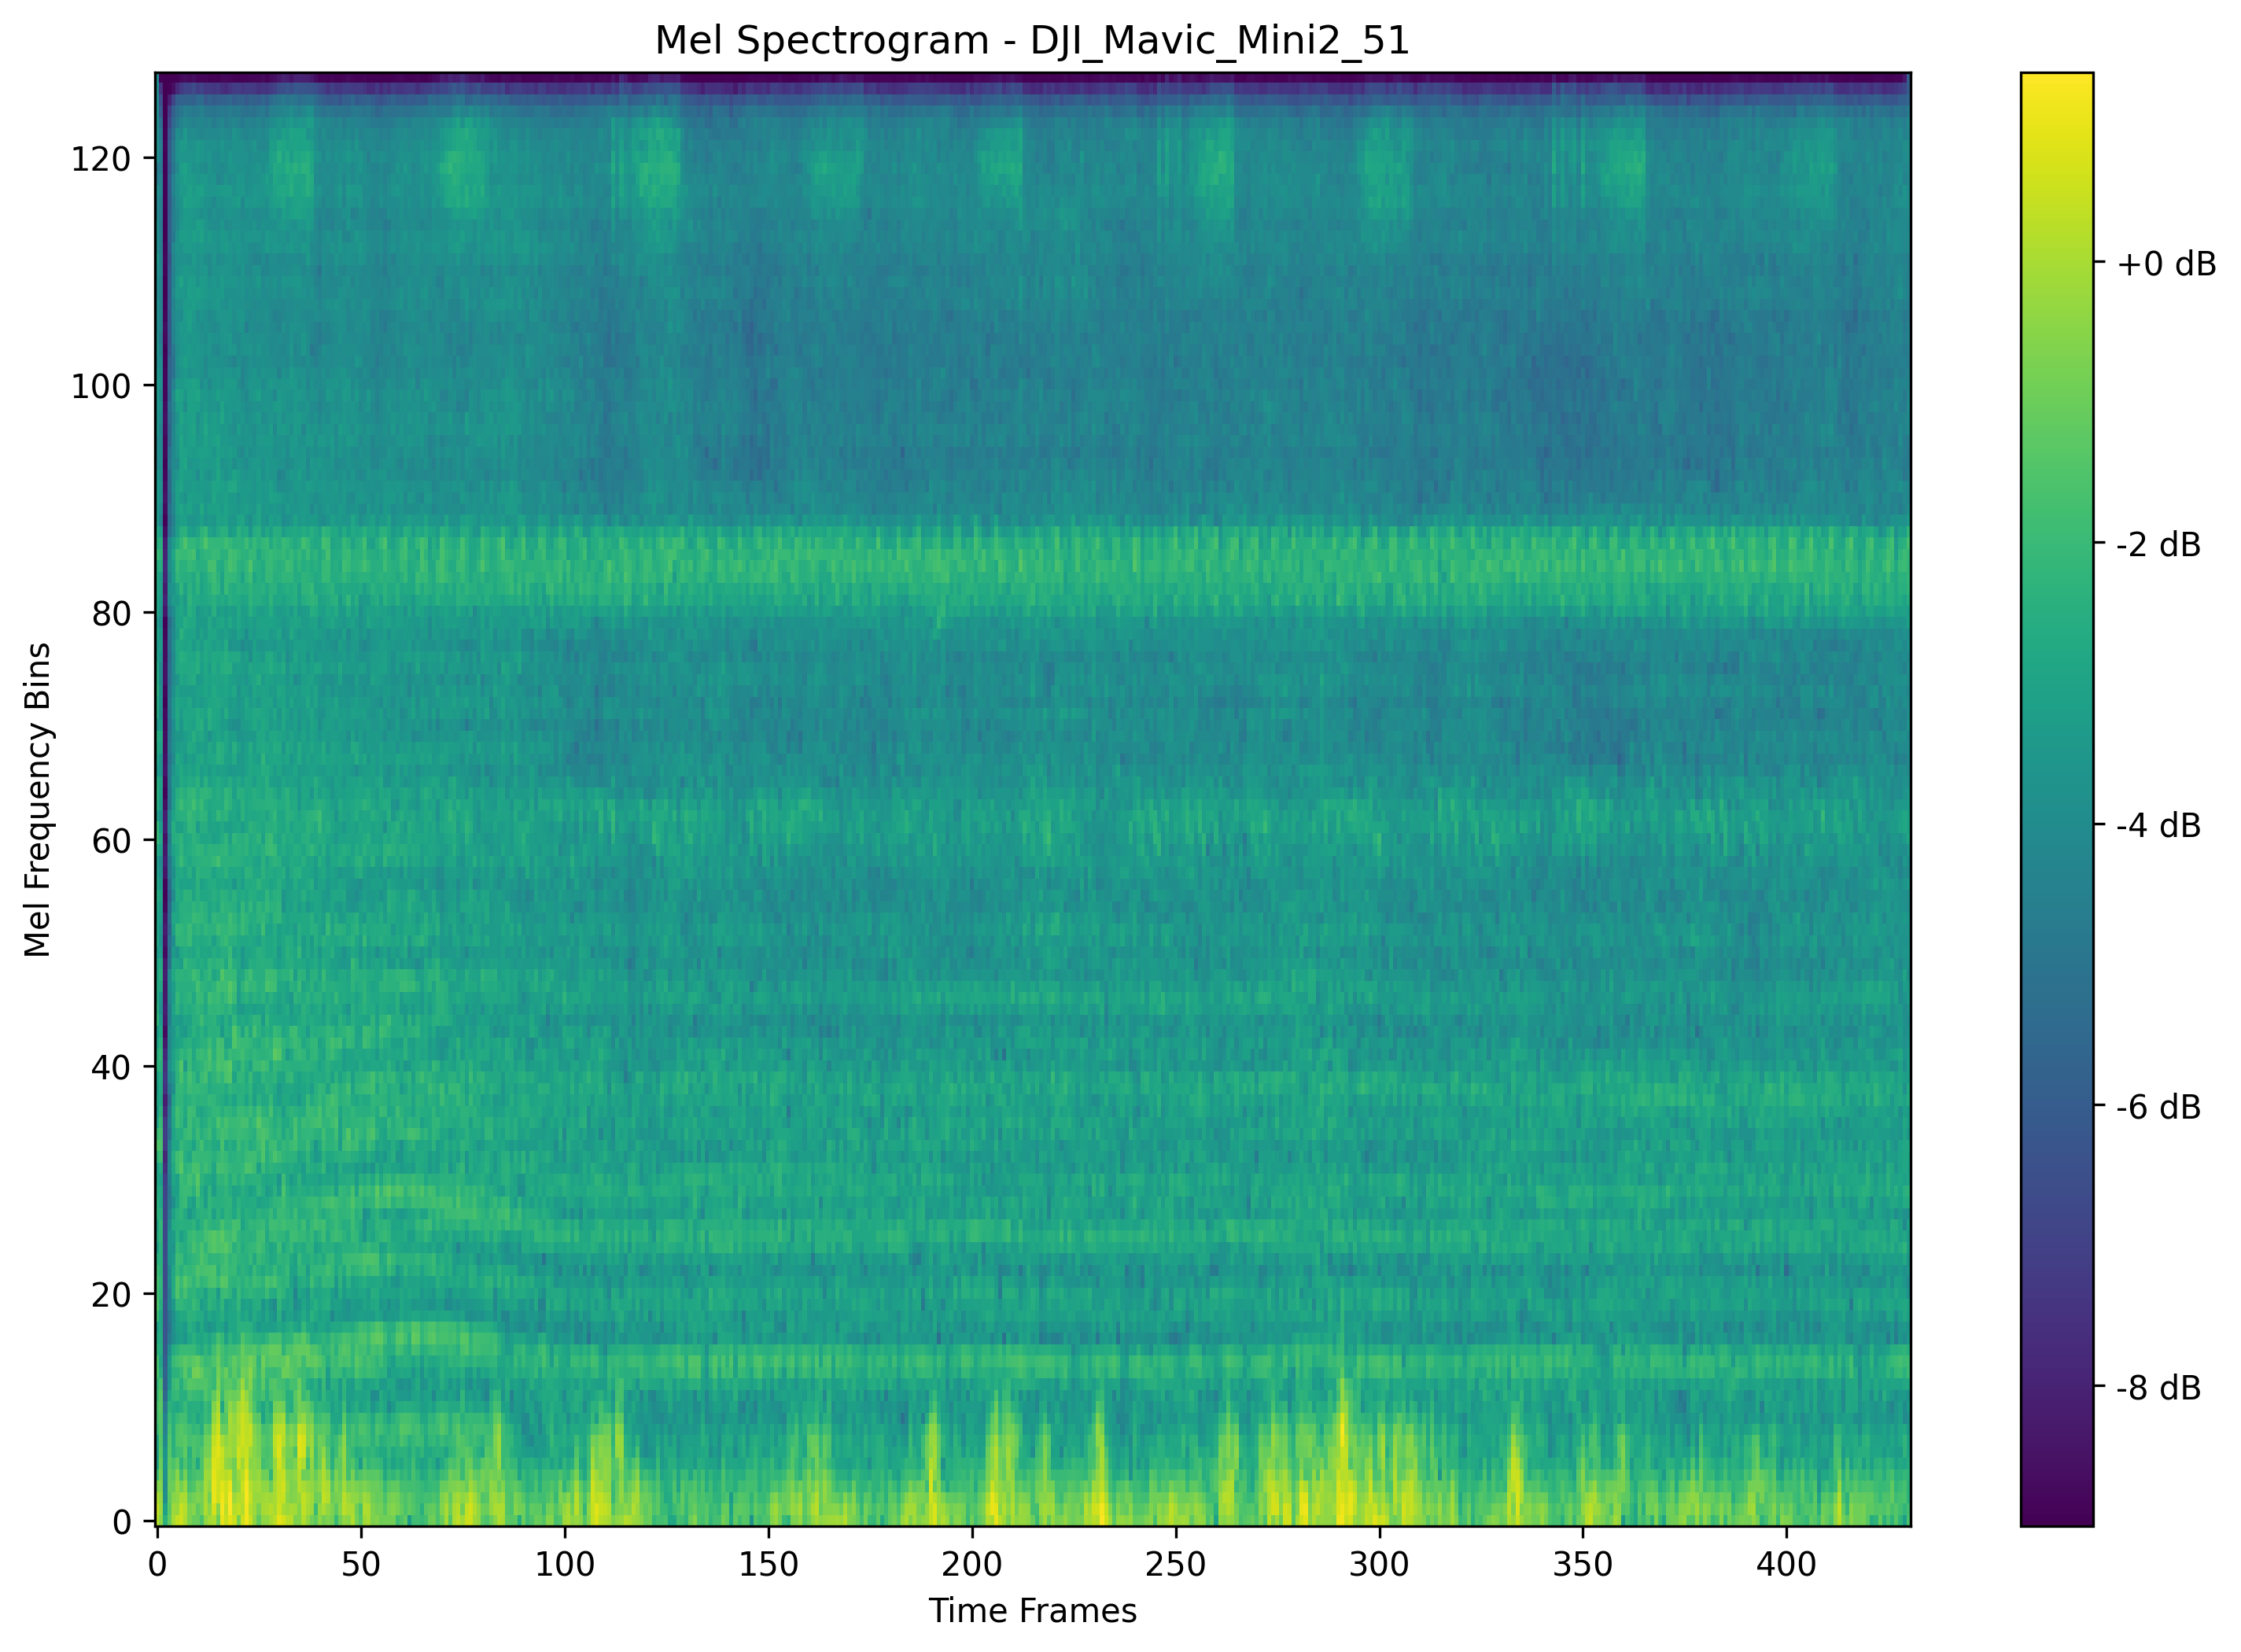 Mel Spectrogram - DJI_Mavic_Mini2_51
Mel Frequency Bins
120
100
80
60
40
20
0
0 50 100 150 200 250 300 350 400
Time Frames
+0 dB
-2 dB
-4 dB
-6 dB
-8 dB